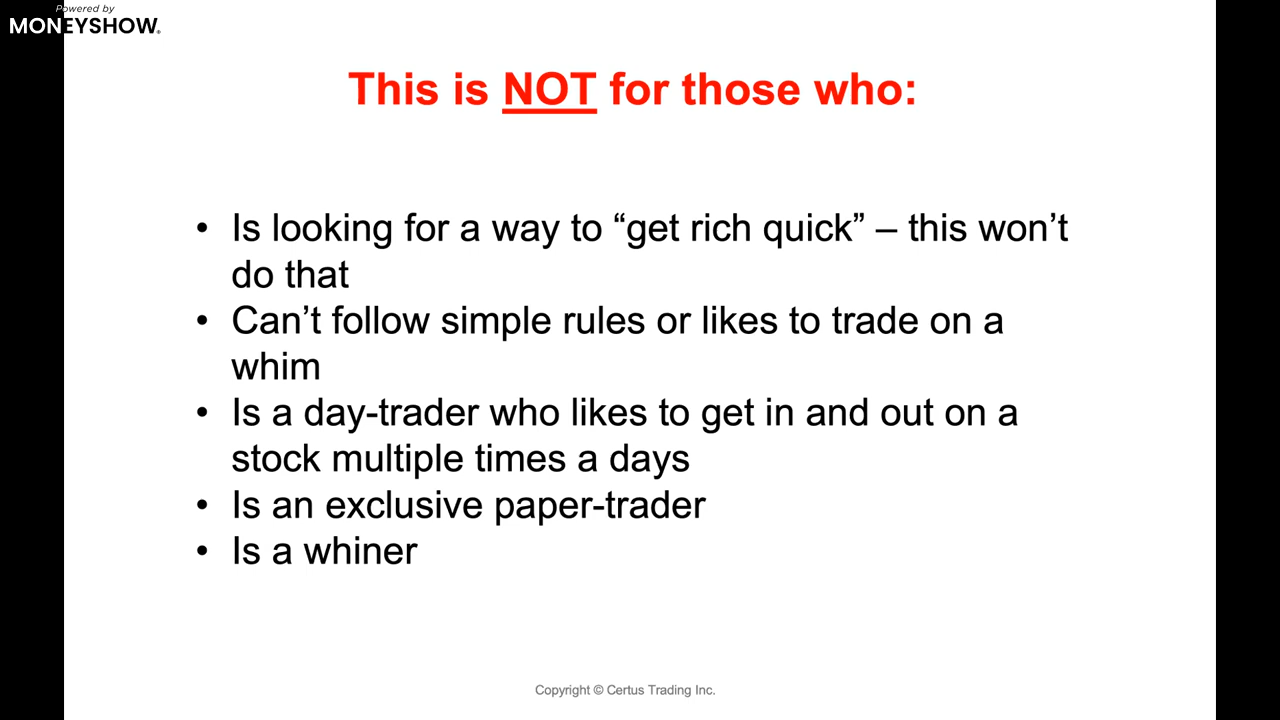 Powered by
MONEYSHOW®
This is NOT for those who:
• Is looking for a way to “get rich quick” – this won’t
do that
• Can’t follow simple rules or likes to trade on a
whim
• Is a day-trader who likes to get in and out on a
stock multiple times a days
• Is an exclusive paper-trader
• Is a whiner
Copyright © Certus Trading Inc.